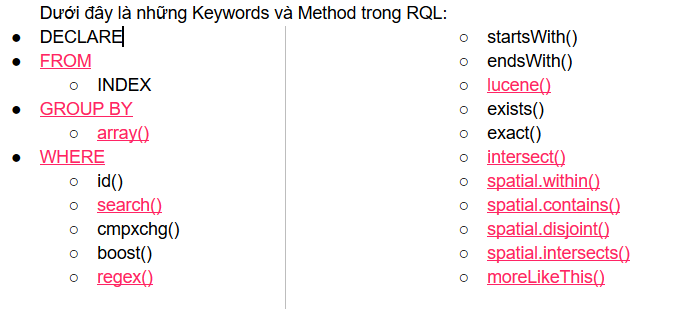 Dưới đây là những Keywords và Method trong RQL:
● DECLARE
● FROM
○ INDEX
● GROUP BY
○ array()
● WHERE
○ id()
○ search()
○ cmpxchg()
○ boost()
○ regex()
○ startsWith()
○ endsWith()
○ lucene()
○ exists()
○ exact()
○ intersect()
○ spatial.within()
○ spatial.contains()
○ spatial.disjoint()
○ spatial.intersects()
○ moreLikeThis()